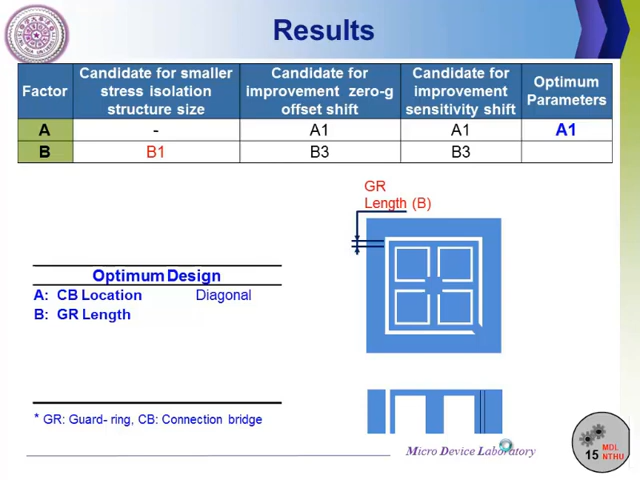 Results
Factor
Candidate for smaller
stress isolation
structure size
Candidate for
improvement zero-g
offset shift
Candidate for
improvement
sensitivity shift
Optimum
Parameters
A - A1 A1 A1
B B1 B3 B3
GR
Length (B)
Optimum Design
A: CB Location Diagonal
B: GR Length
* GR: Guard- ring, CB: Connection bridge
Micro Device Laboratory
15 MDL
NTHU